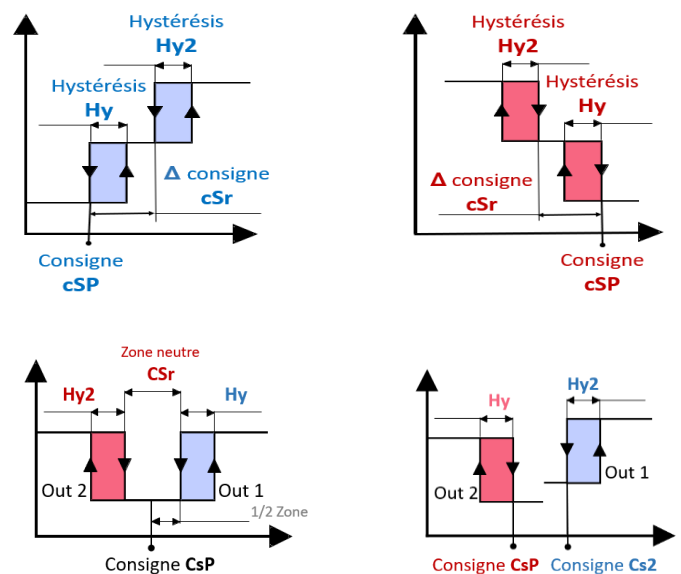 Hystérésis
Hy2
Hystérésis
Hy
Δ consigne
cSr
Consigne
cSP
Hystérésis
Hy2
Hystérésis
Hy
Δ consigne
cSr
Consigne
cSP
Zone neutre
CSr
Hy2
Hy
Out 2
Out 1
1/2 Zone
Consigne CsP
Hy2
Hy
Out 1
Out 2
Consigne CsP
Consigne Cs2